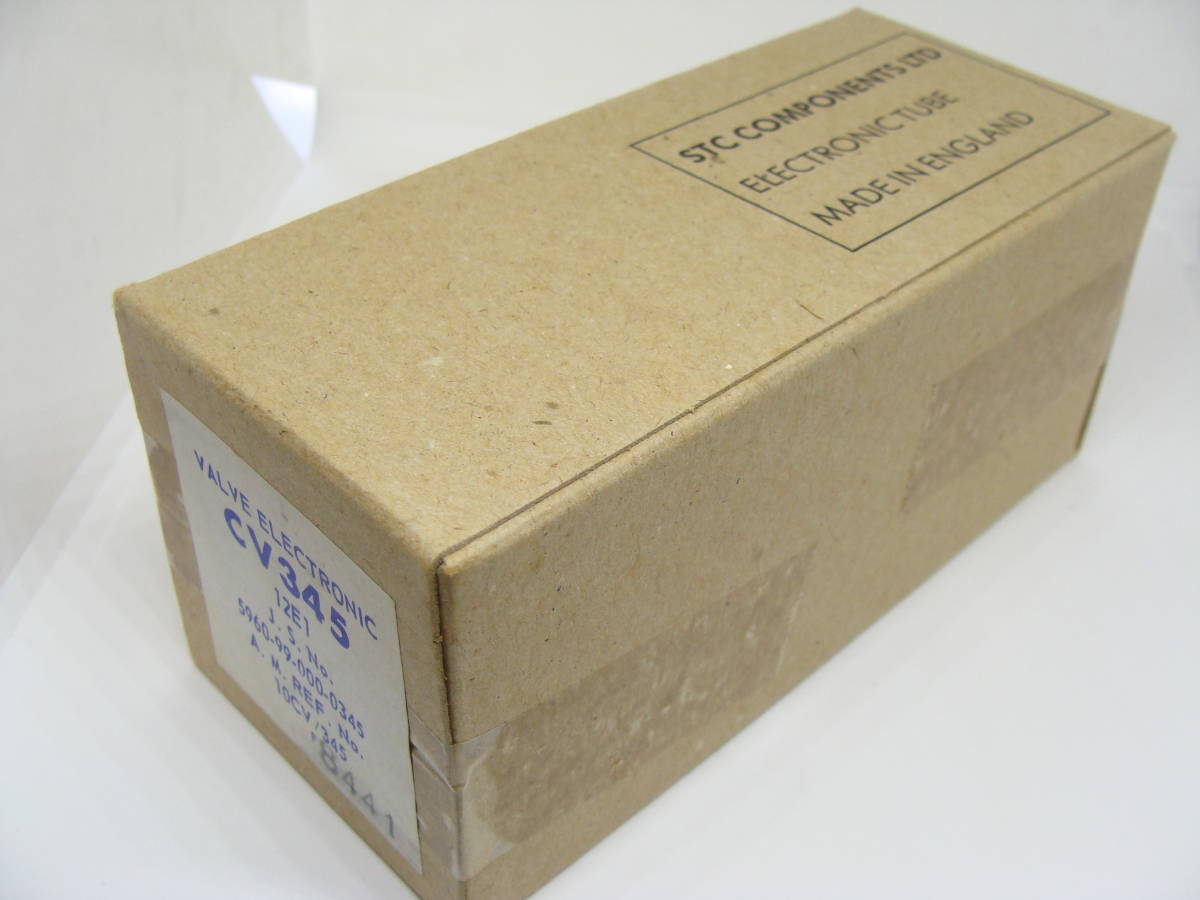 STC COMPONENTS LTD
ELECTRONIC TUBE
MADE IN ENGLAND
VALVE ELECTRONIC
CV345
12E1
J. S. No.
5960-99-000-0345
A. M. REF. No.
10CV/345
8441